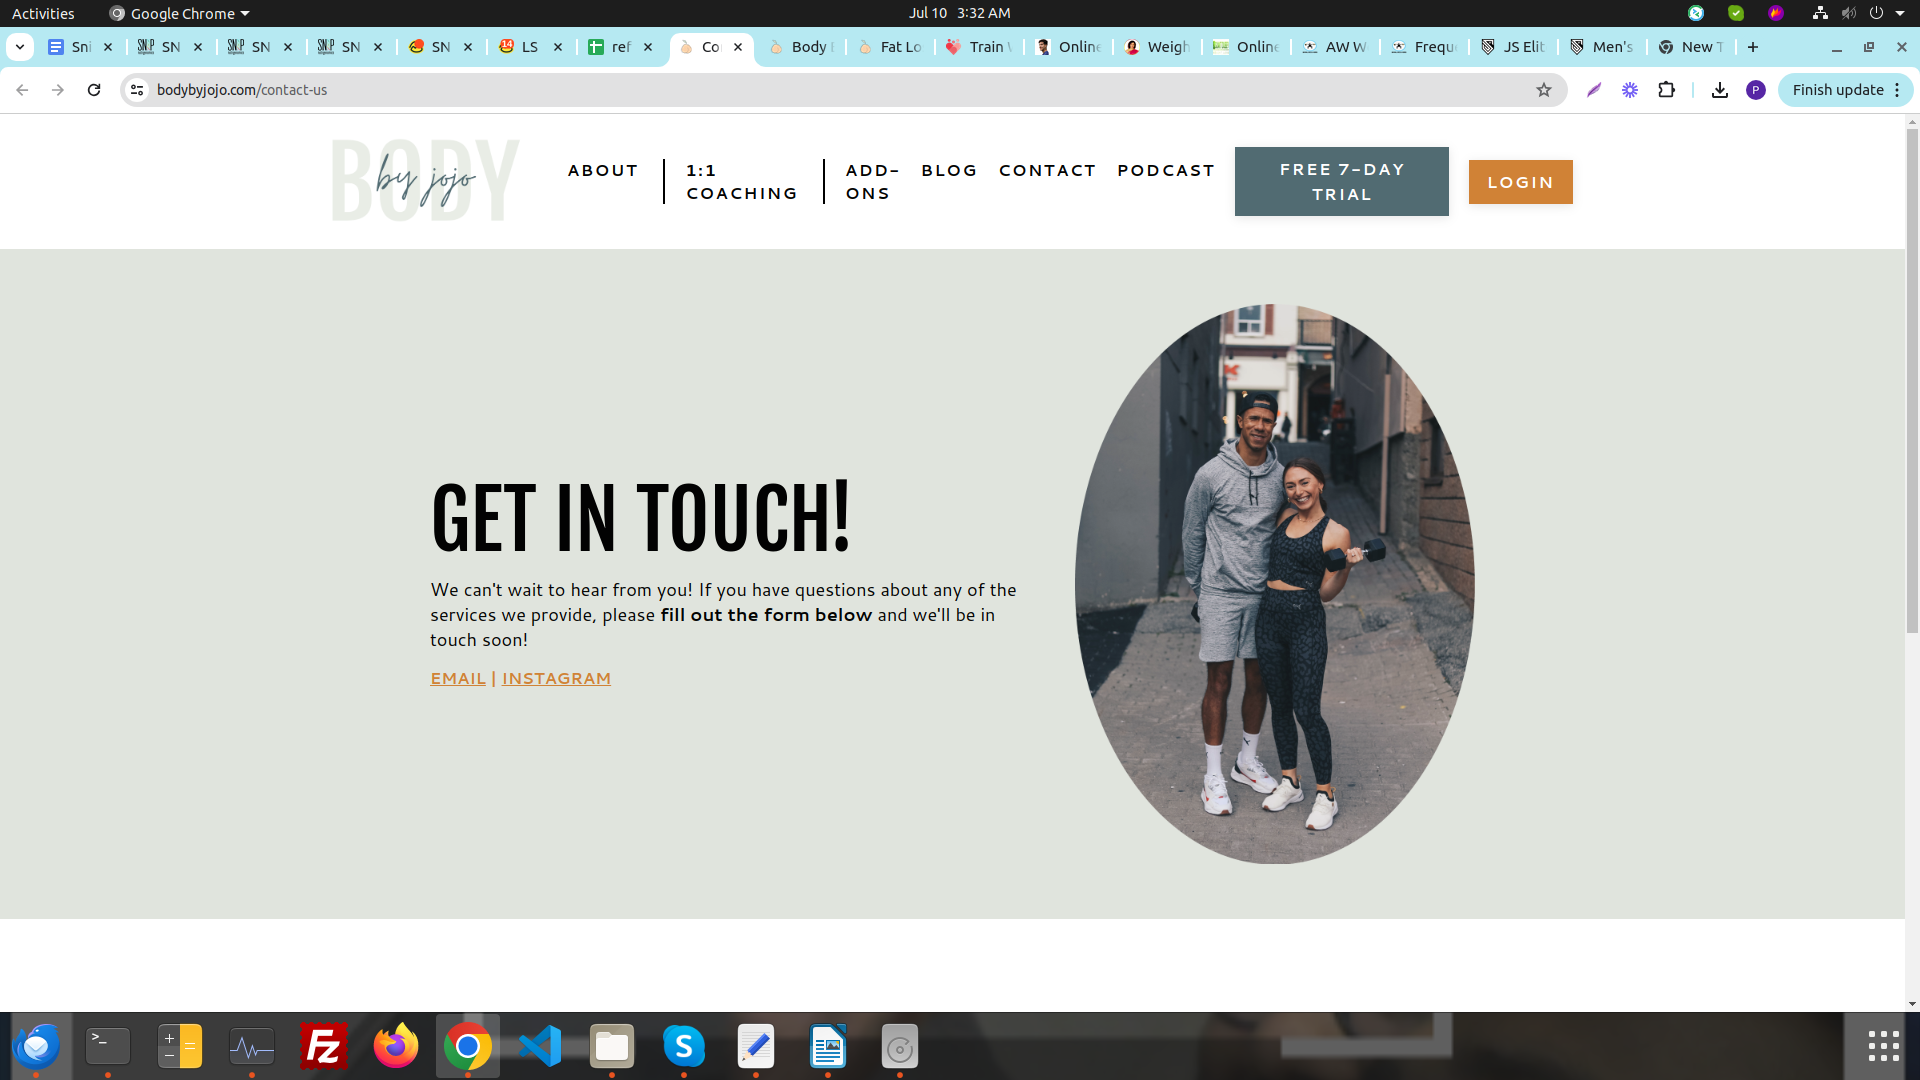 Activities
Google Chrome
Jul 10 3:32 AM
Sni
SN
SN
SN
SN
LS
ref
Co
Body
Fat Lo
Train
Online
Weigh
Online
AW W
Frequ
JS Elit
Men's
New T
bodybyjojo.com/contact-us
P
Finish update
BODY
by jojo
ABOUT
1:1
COACHING
ADD-
ONS
BLOG
CONTACT
PODCAST
FREE 7-DAY
TRIAL
LOGIN
GET IN TOUCH!
We can't wait to hear from you! If you have questions about any of the
services we provide, please fill out the form below and we'll be in
touch soon!
EMAIL | INSTAGRAM